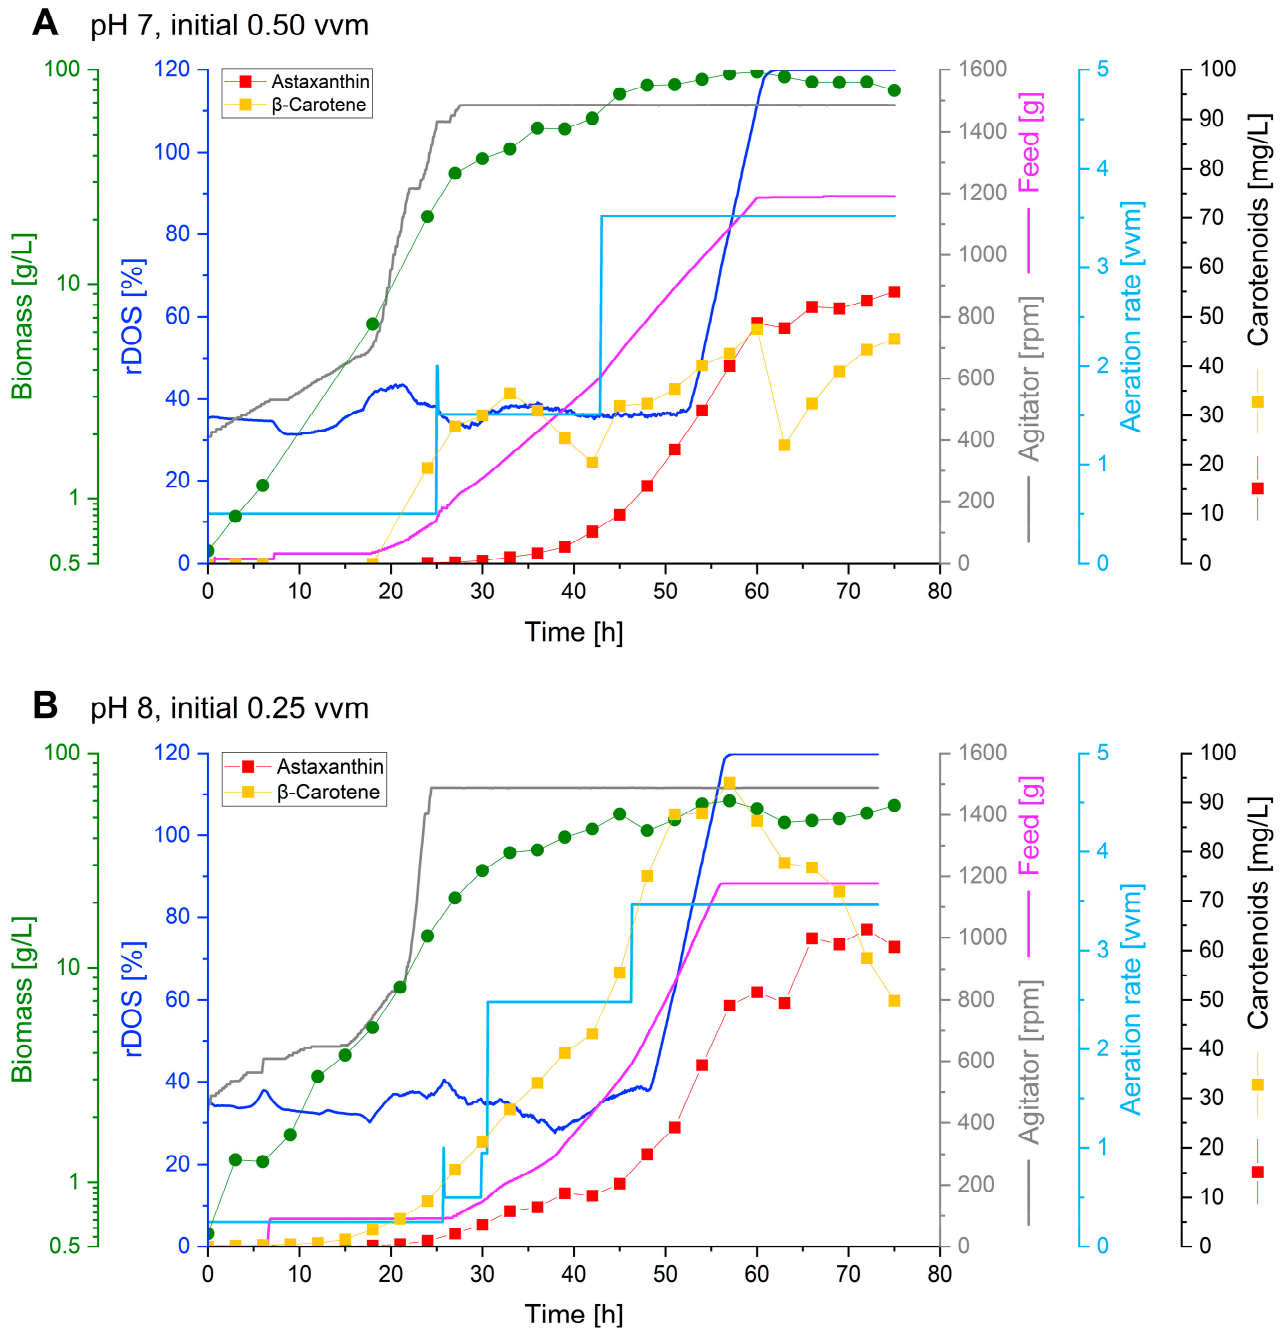 A pH 7, initial 0.50 vvm
100 120 1600 5 100
Astaxanthin
β-Carotene
1400 90
100 4 80
1200
80 70
1000 3 60
10
60 800 50
40 600 2 40
30
400
20 1 20
1 200 10
0.5 0 0 0 0
0 10 20 30 40 50 60 70 80
Time [h]
Biomass [g/L]
rDOS [%]
Agitator [rpm] Feed [g]
Aeration rate [vvm]
Carotenoids [mg/L]
B pH 8, initial 0.25 vvm
100 120 1600 5 100
Astaxanthin
β-Carotene
1400 90
100 4 80
1200
80 70
1000 3 60
10
60 800 50
40 600 2 40
30
400
20 1 20
1 200 10
0.5 0 0 0 0
0 10 20 30 40 50 60 70 80
Time [h]
Biomass [g/L]
rDOS [%]
Agitator [rpm] Feed [g]
Aeration rate [vvm]
Carotenoids [mg/L]